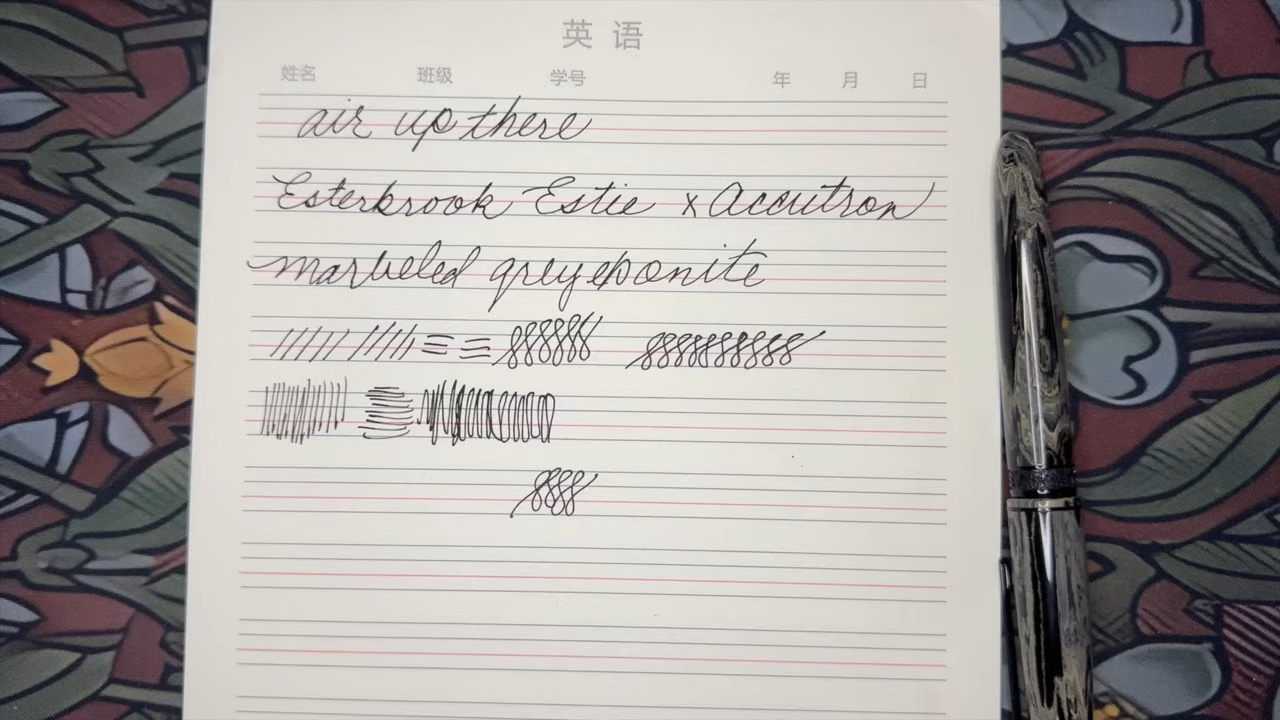 英语
姓名 班级 学号 年 月 日
air up there
Esterbrook Estie x Accutron
marbeled grey ebonite